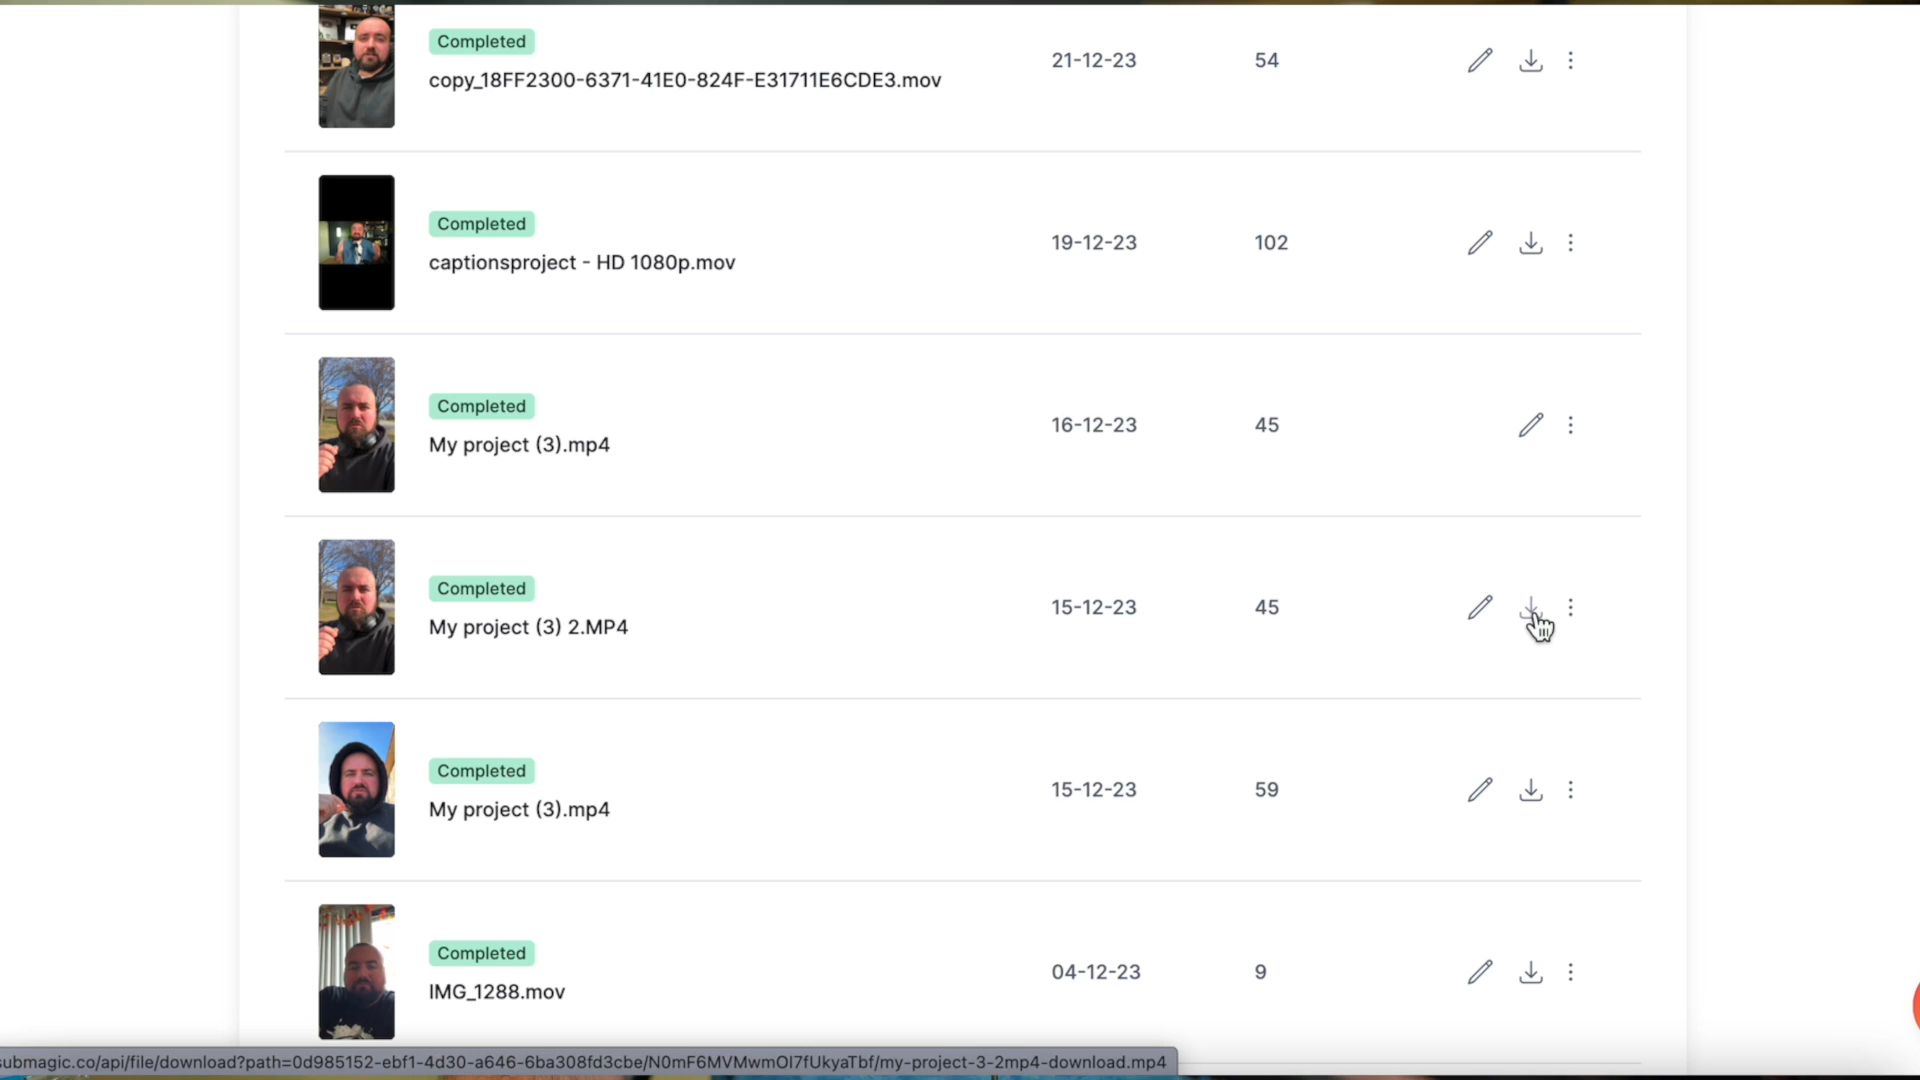 Completed
copy_18FF2300-6371-41E0-824F-E31711E6CDE3.mov
21-12-23
54
Completed
captionsproject - HD 1080p.mov
19-12-23
102
Completed
My project (3).mp4
16-12-23
45
Completed
My project (3) 2.MP4
15-12-23
45
Completed
My project (3).mp4
15-12-23
59
Completed
IMG_1288.mov
04-12-23
9
submagic.co/api/file/download?path=0d985152-ebf1-4d30-a646-6ba308fd3cbe/N0mF6MVMwmOl7fUkyaTbf/my-project-3-2mp4-download.mp4